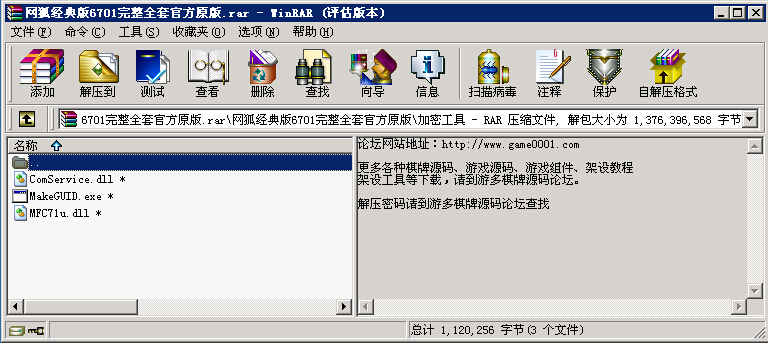 网狐经典版6701完整全套官方原版.rar - WinRAR (评估版本)
文件(F) 命令(C) 工具(S) 收藏夹(O) 选项(N) 帮助(H)
添加 解压到 测试 查看 删除 查找 向导 信息 扫描病毒 注释 保护 自解压格式
6701完整全套官方原版.rar\网狐经典版6701完整全套官方原版\加密工具 - RAR 压缩文件, 解包大小为 1,376,396,568 字节
名称
..
ComService.dll *
MakeGUID.exe *
MFC71u.dll *
论坛网站地址：http://www.game0001.com
更多各种棋牌源码、游戏源码、游戏组件、架设教程
架设工具等下载，请到游多棋牌源码论坛。
解压密码请到游多棋牌源码论坛查找
总计 1,120,256 字节(3 个文件)